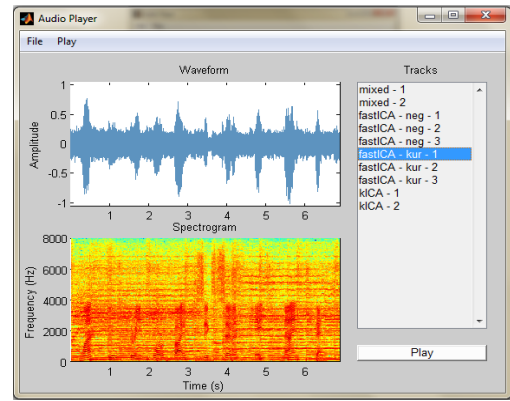 Audio Player
File Play
Waveform
Amplitude
1
0.5
0
-0.5
-1
1 2 3 4 5 6
Spectrogram
Frequency (Hz)
8000
6000
4000
2000
0
1 2 3 4 5 6
Time (s)
Tracks
mixed - 1
mixed - 2
fastICA - neg - 1
fastICA - neg - 2
fastICA - neg - 3
fastICA - kur - 1
fastICA - kur - 2
fastICA - kur - 3
kICA - 1
kICA - 2
Play